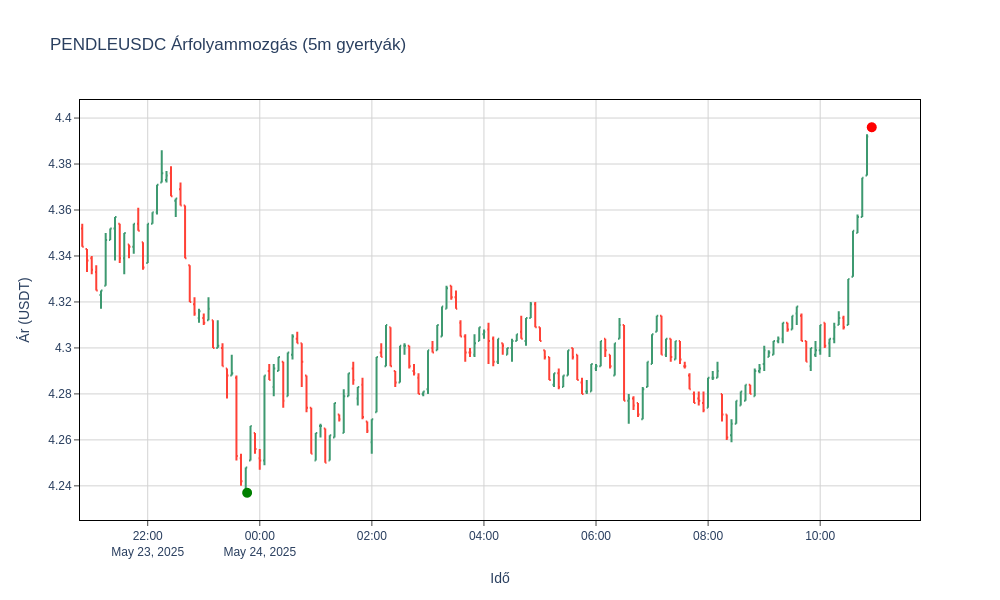 PENDLEUSDC Árfolyammozgás (5m gyertyák)
4.4
4.38
4.36
4.34
4.32
4.3
4.28
4.26
4.24
Ár (USDT)
22:00 00:00 02:00 04:00 06:00 08:00 10:00
May 23, 2025 May 24, 2025
Idő